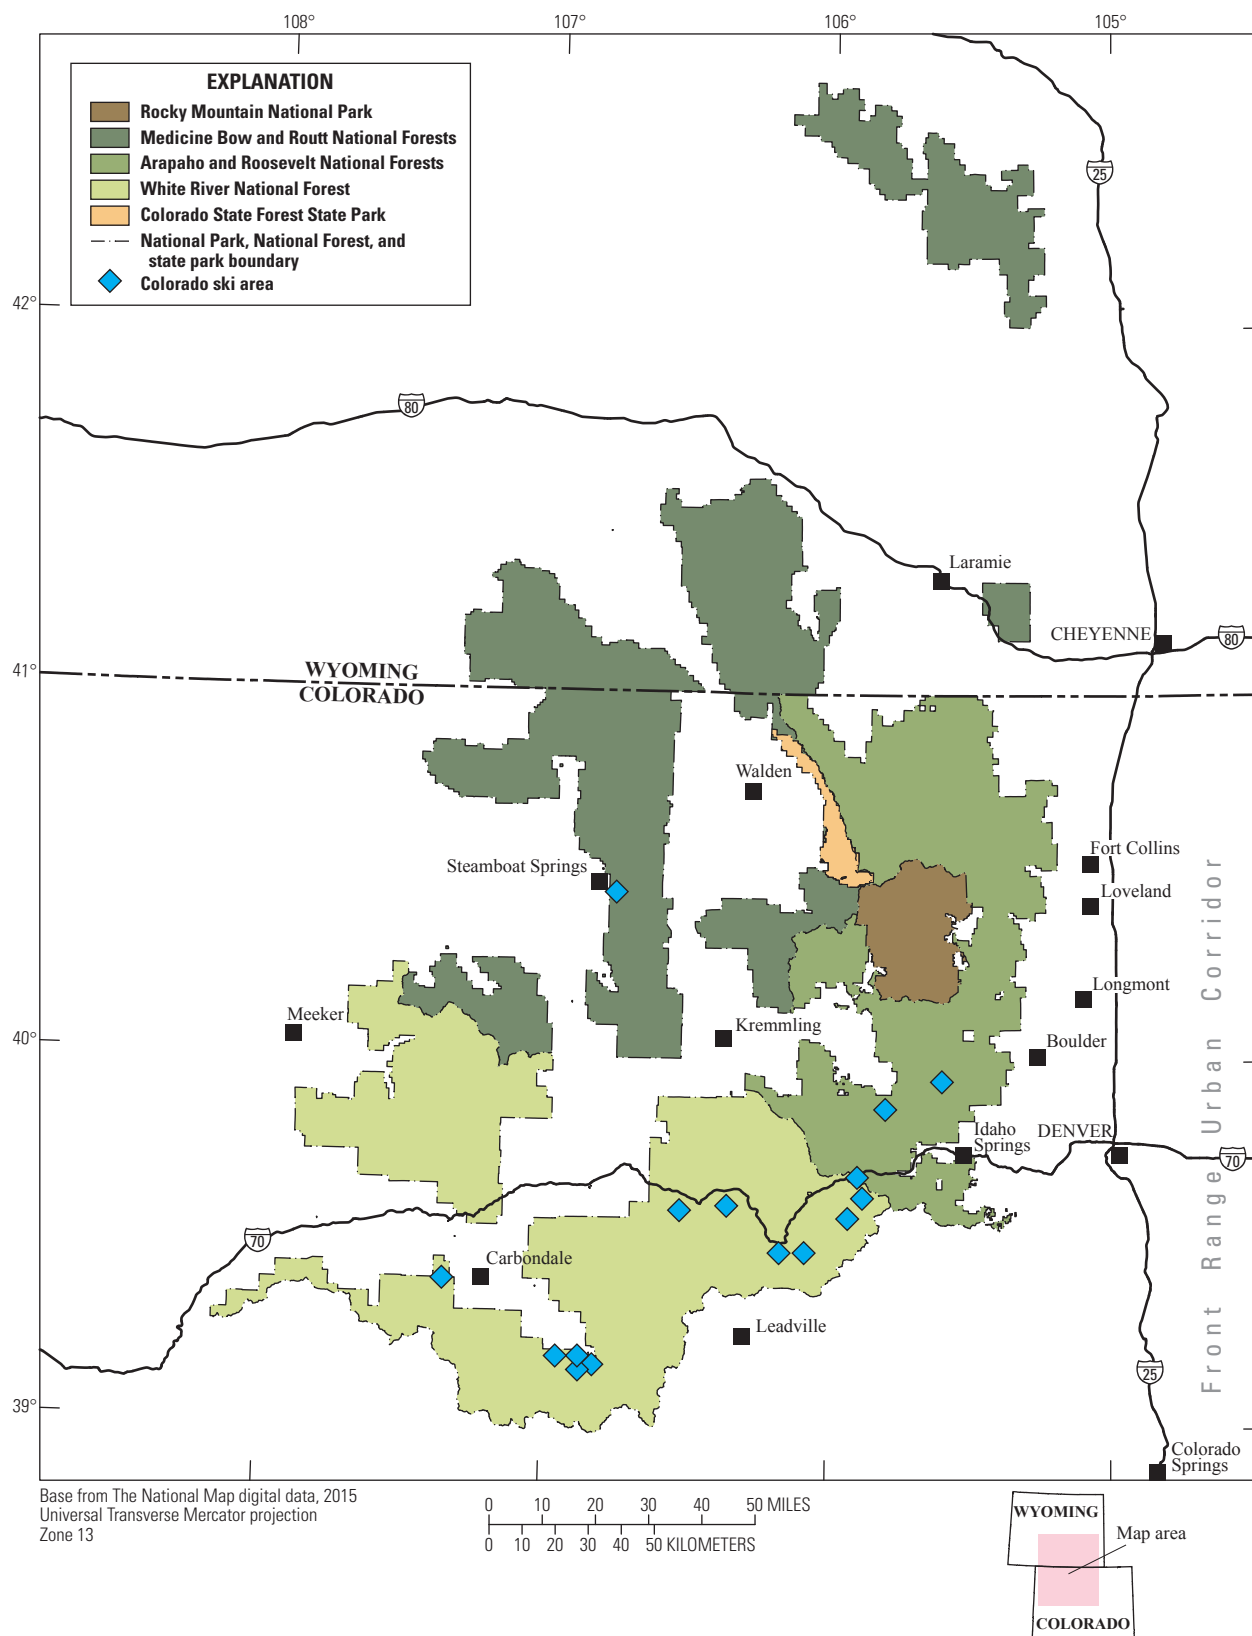 108°
107°
106°
105°
EXPLANATION
Rocky Mountain National Park
Medicine Bow and Routt National Forests
Arapaho and Roosevelt National Forests
White River National Forest
Colorado State Forest State Park
National Park, National Forest, and
state park boundary
Colorado ski area
25
42°
80
Laramie
CHEYENNE
80
41°
WYOMING
COLORADO
Walden
Steamboat Springs
Fort Collins
Loveland
Longmont
Meeker
Kremmling
40°
Boulder
Idaho
Springs
DENVER
70
Front Range Urban Corridor
70
Carbondale
Leadville
25
39°
Colorado
Springs
Base from The National Map digital data, 2015
Universal Transverse Mercator projection
Zone 13
0 10 20 30 40 50 MILES
0 10 20 30 40 50 KILOMETERS
WYOMING
Map area
COLORADO